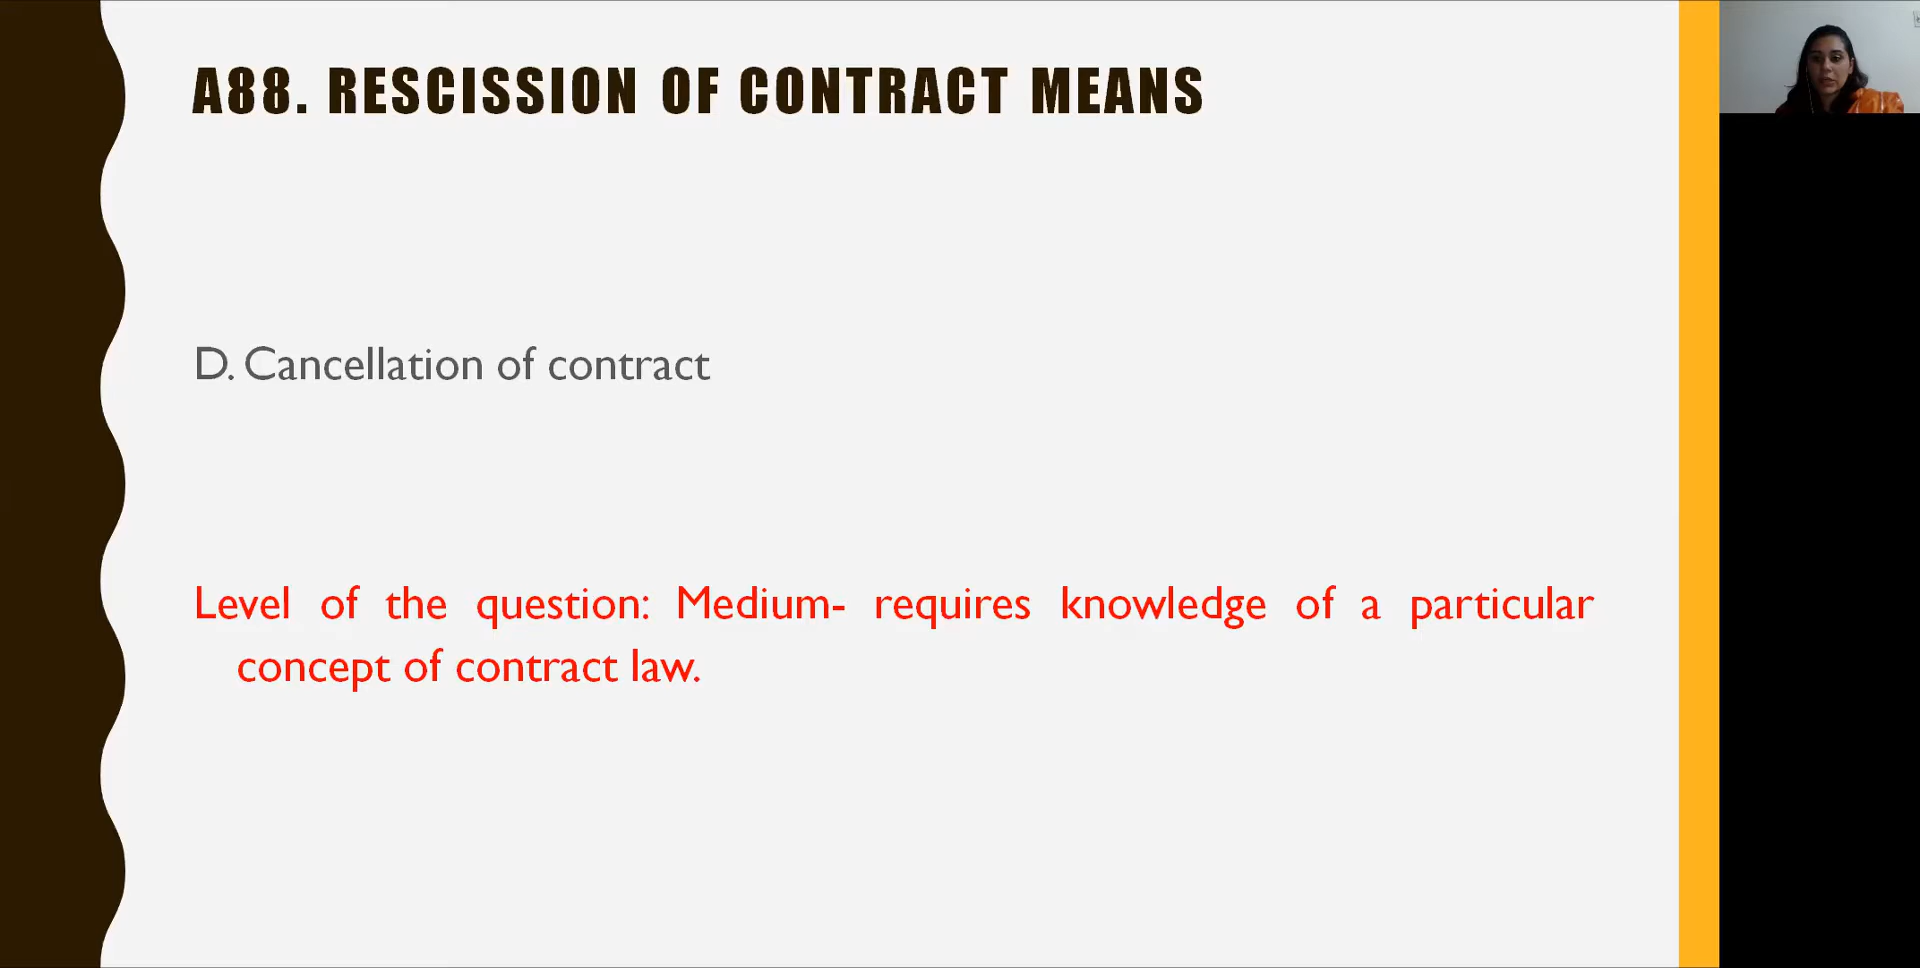 A88. RESCISSION OF CONTRACT MEANS
D. Cancellation of contract
Level of the question: Medium- requires knowledge of a particular
concept of contract law.